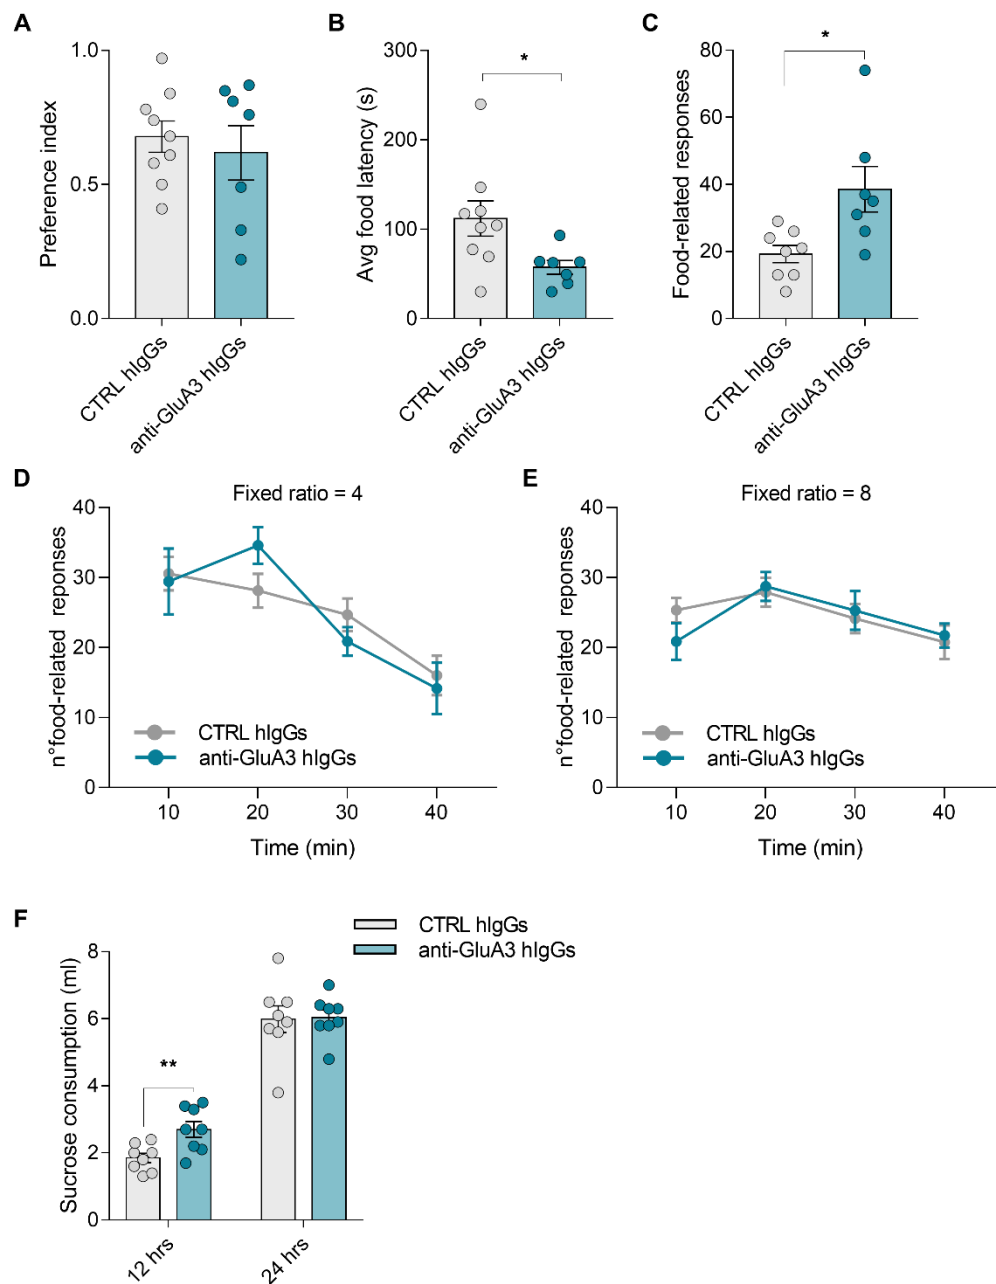 A
Preference index
1.0
0.5
0.0
CTRL hIgGs
anti-GluA3 hIgGs
B
Avg food latency (s)
300
200
100
0
*
CTRL hIgGs
anti-GluA3 hIgGs
C
Food-related responses
80
60
40
20
0
*
CTRL hIgGs
anti-GluA3 hIgGs
D
Fixed ratio = 4
n°food-related reponses
40
30
20
10
0
CTRL hIgGs
anti-GluA3 hIgGs
10 20 30 40
Time (min)
E
Fixed ratio = 8
n°food-related reponses
40
30
20
10
0
CTRL hIgGs
anti-GluA3 hIgGs
10 20 30 40
Time (min)
F
CTRL hIgGs
anti-GluA3 hIgGs
Sucrose consumption (ml)
8
6
4
2
0
**
12 hrs
24 hrs